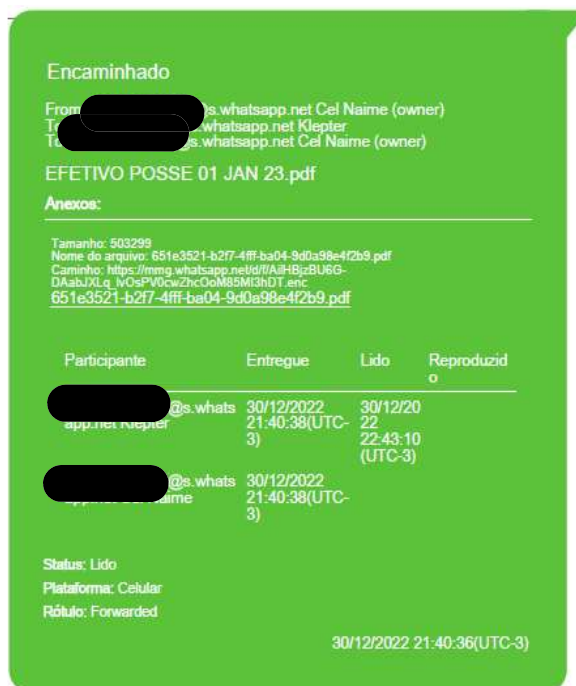 Encaminhado
From s.whatsapp.net Cel Naime (owner)
To .whatsapp.net Klepter
To @s.whatsapp.net Cel Naime (owner)
EFETIVO POSSE 01 JAN 23.pdf
Anexos:
Tamanho: 503299
Nome do arquivo: 651e3521-b2f7-4fff-ba04-9d0a98e4f2b9.pdf
Caminho: https://mmg.whatsapp.net/d/f/AilHBjzBU6G-
DAabJXLq_IvOsPV0cwZhcOoM85MI3hDT.enc
651e3521-b2f7-4fff-ba04-9d0a98e4f2b9.pdf
Participante Entregue Lido Reproduzid
o
@s.whats 30/12/2022 30/12/20
app.net Klepter 21:40:38(UTC- 22
3) 22:43:10
(UTC-3)
@s.whats 30/12/2022
Naime 21:40:38(UTC-
3)
Status: Lido
Plataforma: Celular
Rótulo: Forwarded
30/12/2022 21:40:36(UTC-3)